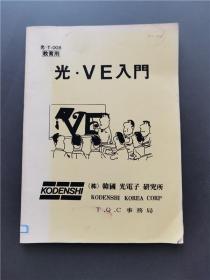 光-T-005
教育用
光·VE入門
VE
KODENSHI
(株) 韓國 光電子 研究所
KODENSHI KOREA CORP
T.Q.C 事務局